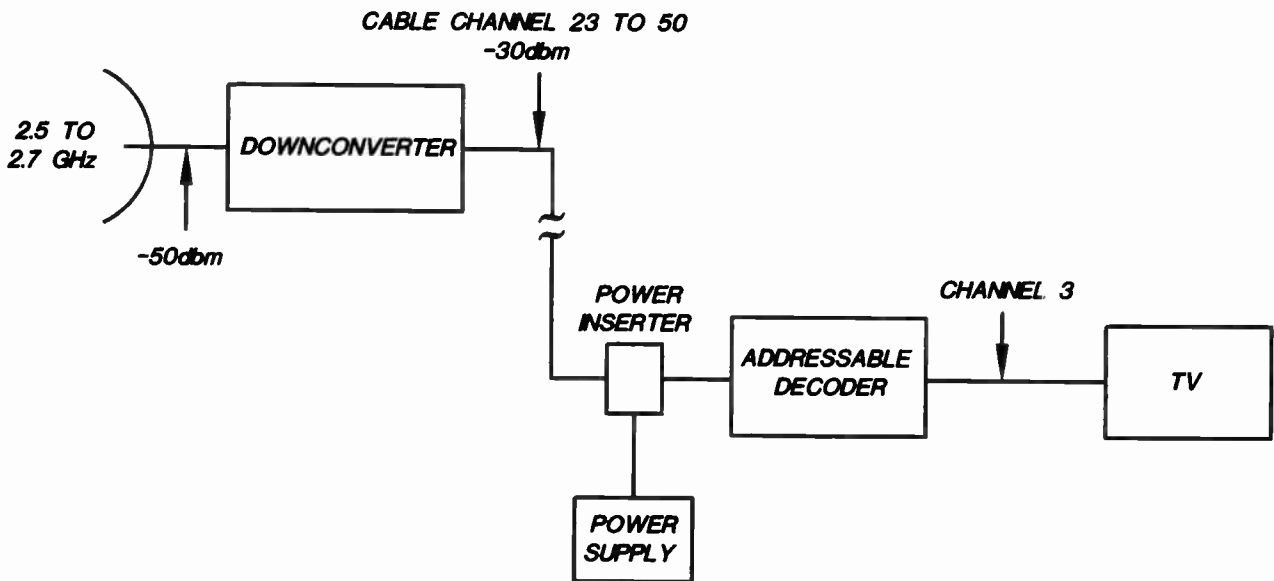 CABLE CHANNEL 23 TO 50
-30dbm
2.5 TO
2.7 GHz
DOWNCONVERTER
-50dbm
POWER
INSERTER
CHANNEL 3
ADDRESSABLE
DECODER
TV
POWER
SUPPLY